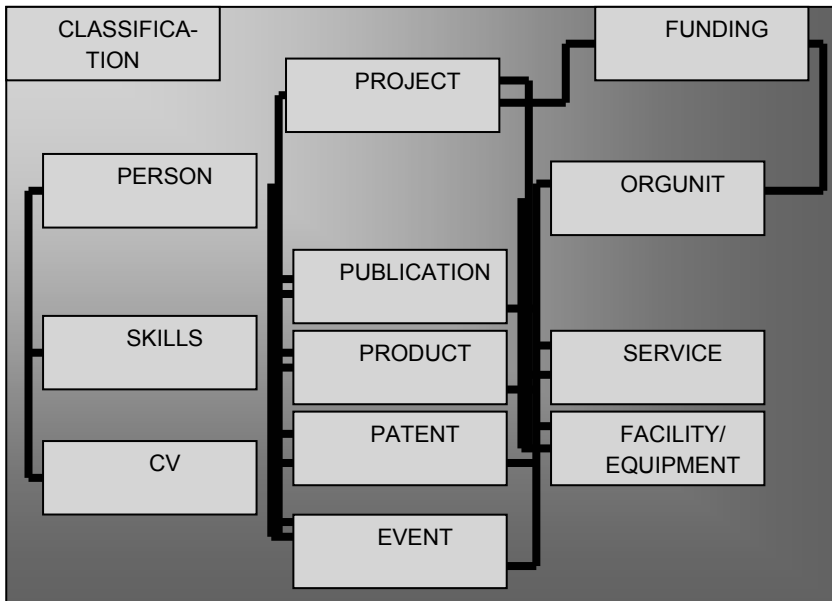 CLASSIFICA-
TION
FUNDING
PROJECT
PERSON
ORGUNIT
PUBLICATION
SKILLS
PRODUCT
SERVICE
PATENT
FACILITY/
EQUIPMENT
CV
EVENT